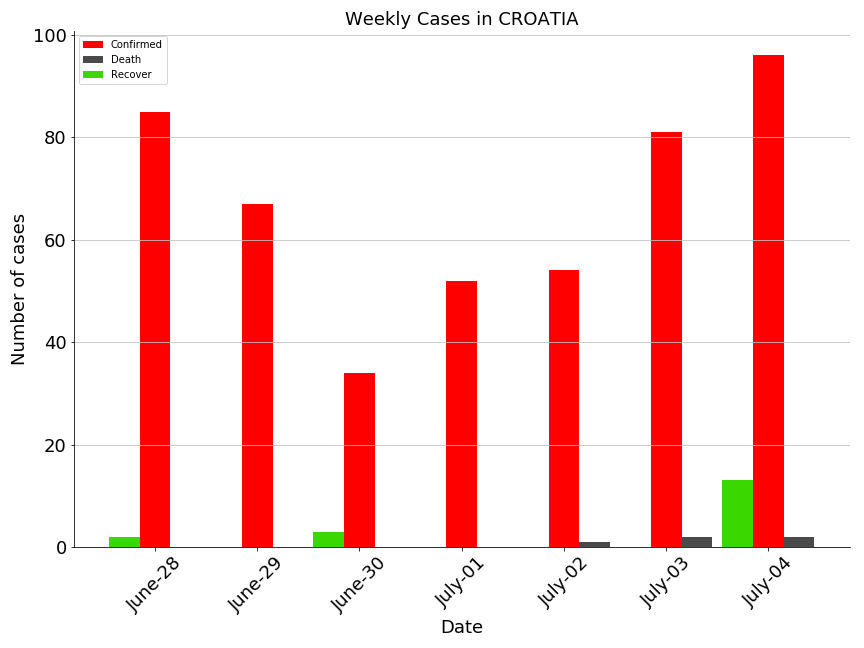 Weekly Cases in CROATIA
Confirmed
Death
Recover
100
80
60
40
20
0
Number of cases
June-28
June-29
June-30
July-01
July-02
July-03
July-04
Date